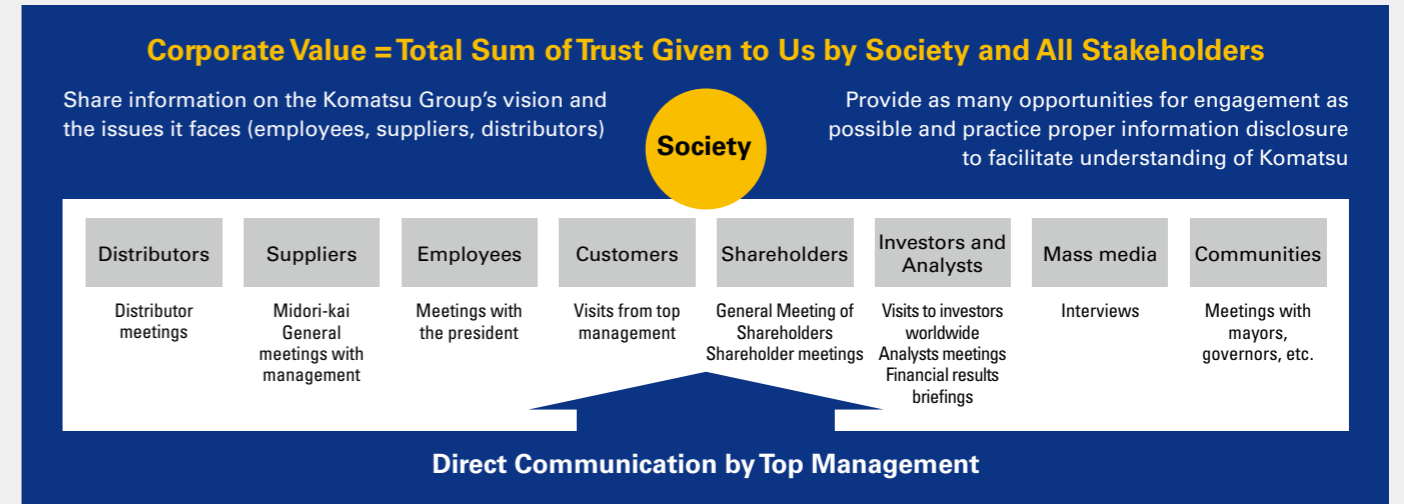 Corporate Value = Total Sum of Trust Given to Us by Society and All Stakeholders
Share information on the Komatsu Group's vision and
the issues it faces (employees, suppliers, distributors)
Society
Provide as many opportunities for engagement as
possible and practice proper information disclosure
to facilitate understanding of Komatsu
Distributors
Distributor
meetings
Suppliers
Midori-kai
General
meetings with
management
Employees
Meetings with
the president
Customers
Visits from top
management
Shareholders
General Meeting of
Shareholders
Shareholder meetings
Investors and
Analysts
Visits to investors
worldwide
Analysts meetings
Financial results
briefings
Mass media
Interviews
Communities
Meetings with
mayors,
governors, etc.
Direct Communication by Top Management